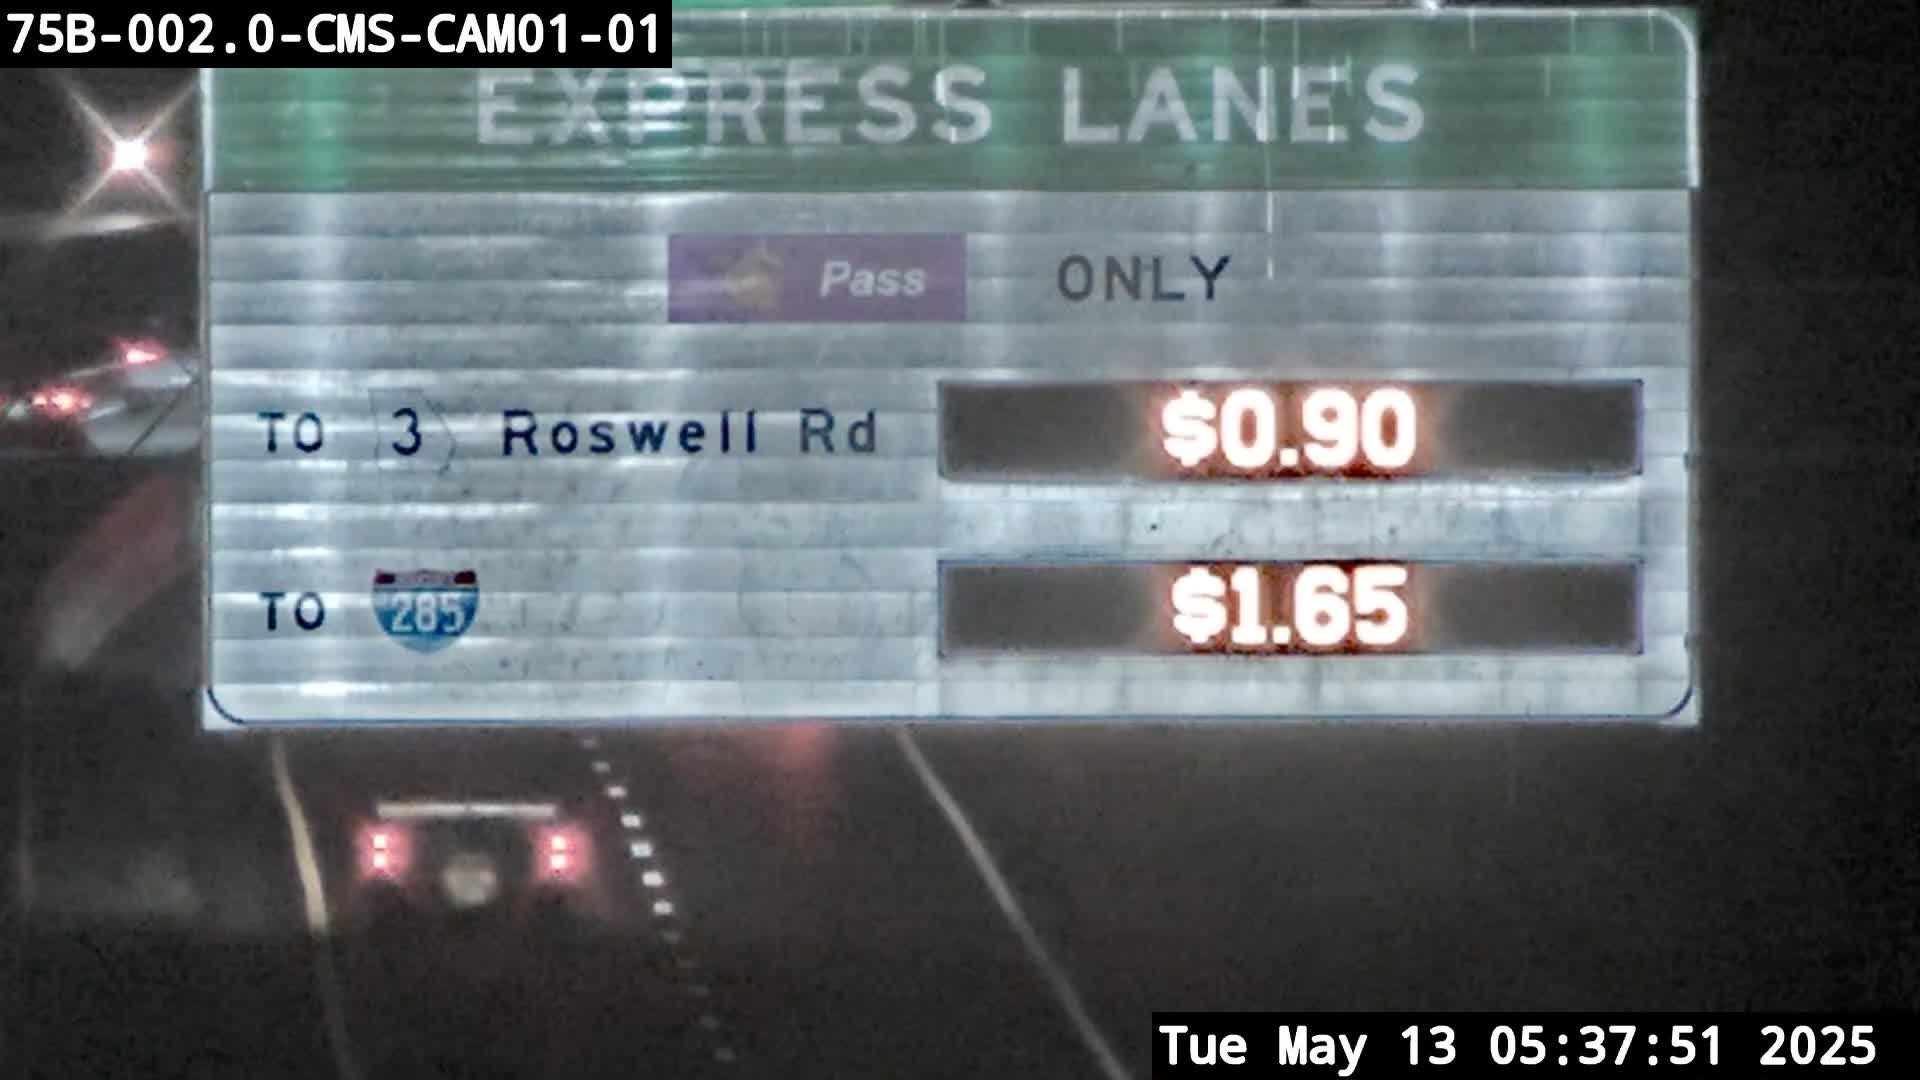 75B-002.0-CMS-CAM01-01
EXPRESS LANES
Pass ONLY
TO 3 Roswell Rd $0.90
TO 285 $1.65
Tue May 13 05:37:51 2025